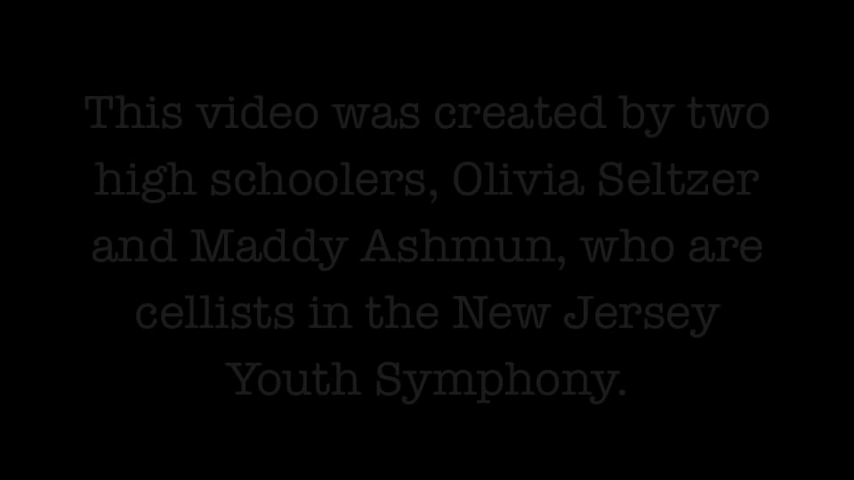 This video was created by two
high schoolers, Olivia Seltzer
and Maddy Ashmun, who are
cellists in the New Jersey
Youth Symphony.